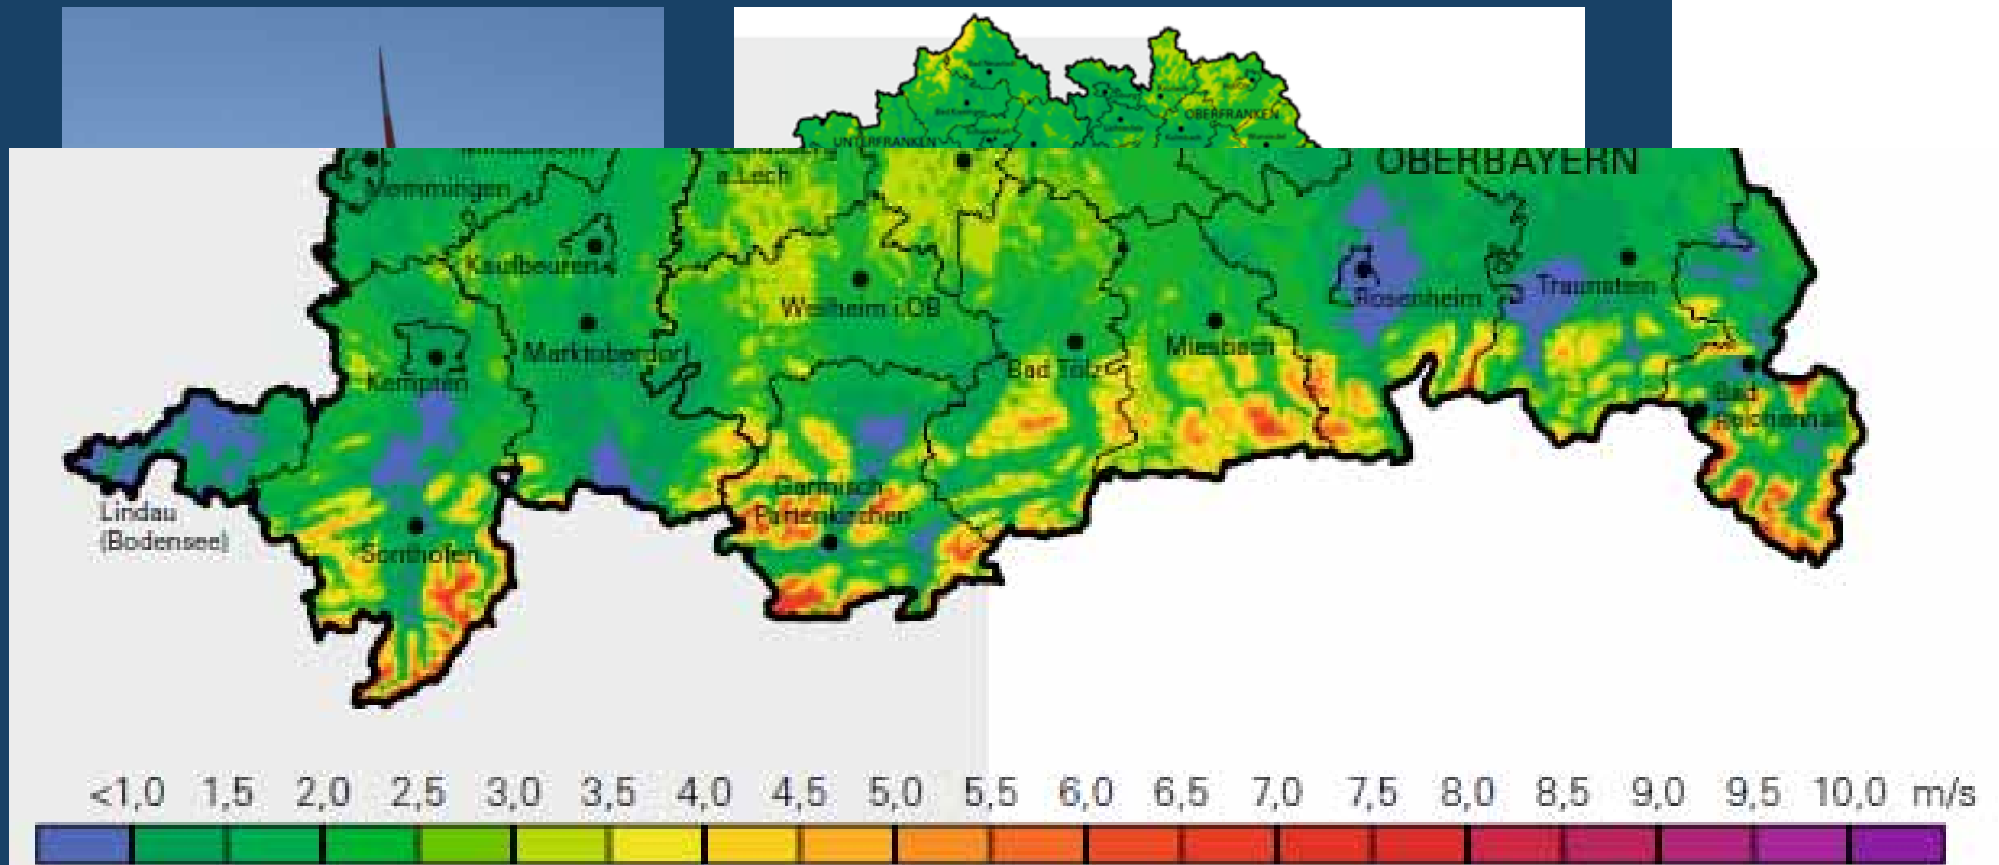 OBERFRANKEN
UNTERFRANKEN
OBERBAYERN
a.Lech
Memmingen
Kaufbeuren
Weilheim i.OB
Rosenheim
Traunstein
Marktoberdorf
Miesbach
Bad Tölz
Kempten
Bad
Reichenhall
Garmisch
Partenkirchen
Lindau
(Bodensee)
Sonthofen
<1,0 1,5 2,0 2,5 3,0 3,5 4,0 4,5 5,0 5,5 6,0 6,5 7,0 7,5 8,0 8,5 9,0 9,5 10,0 m/s